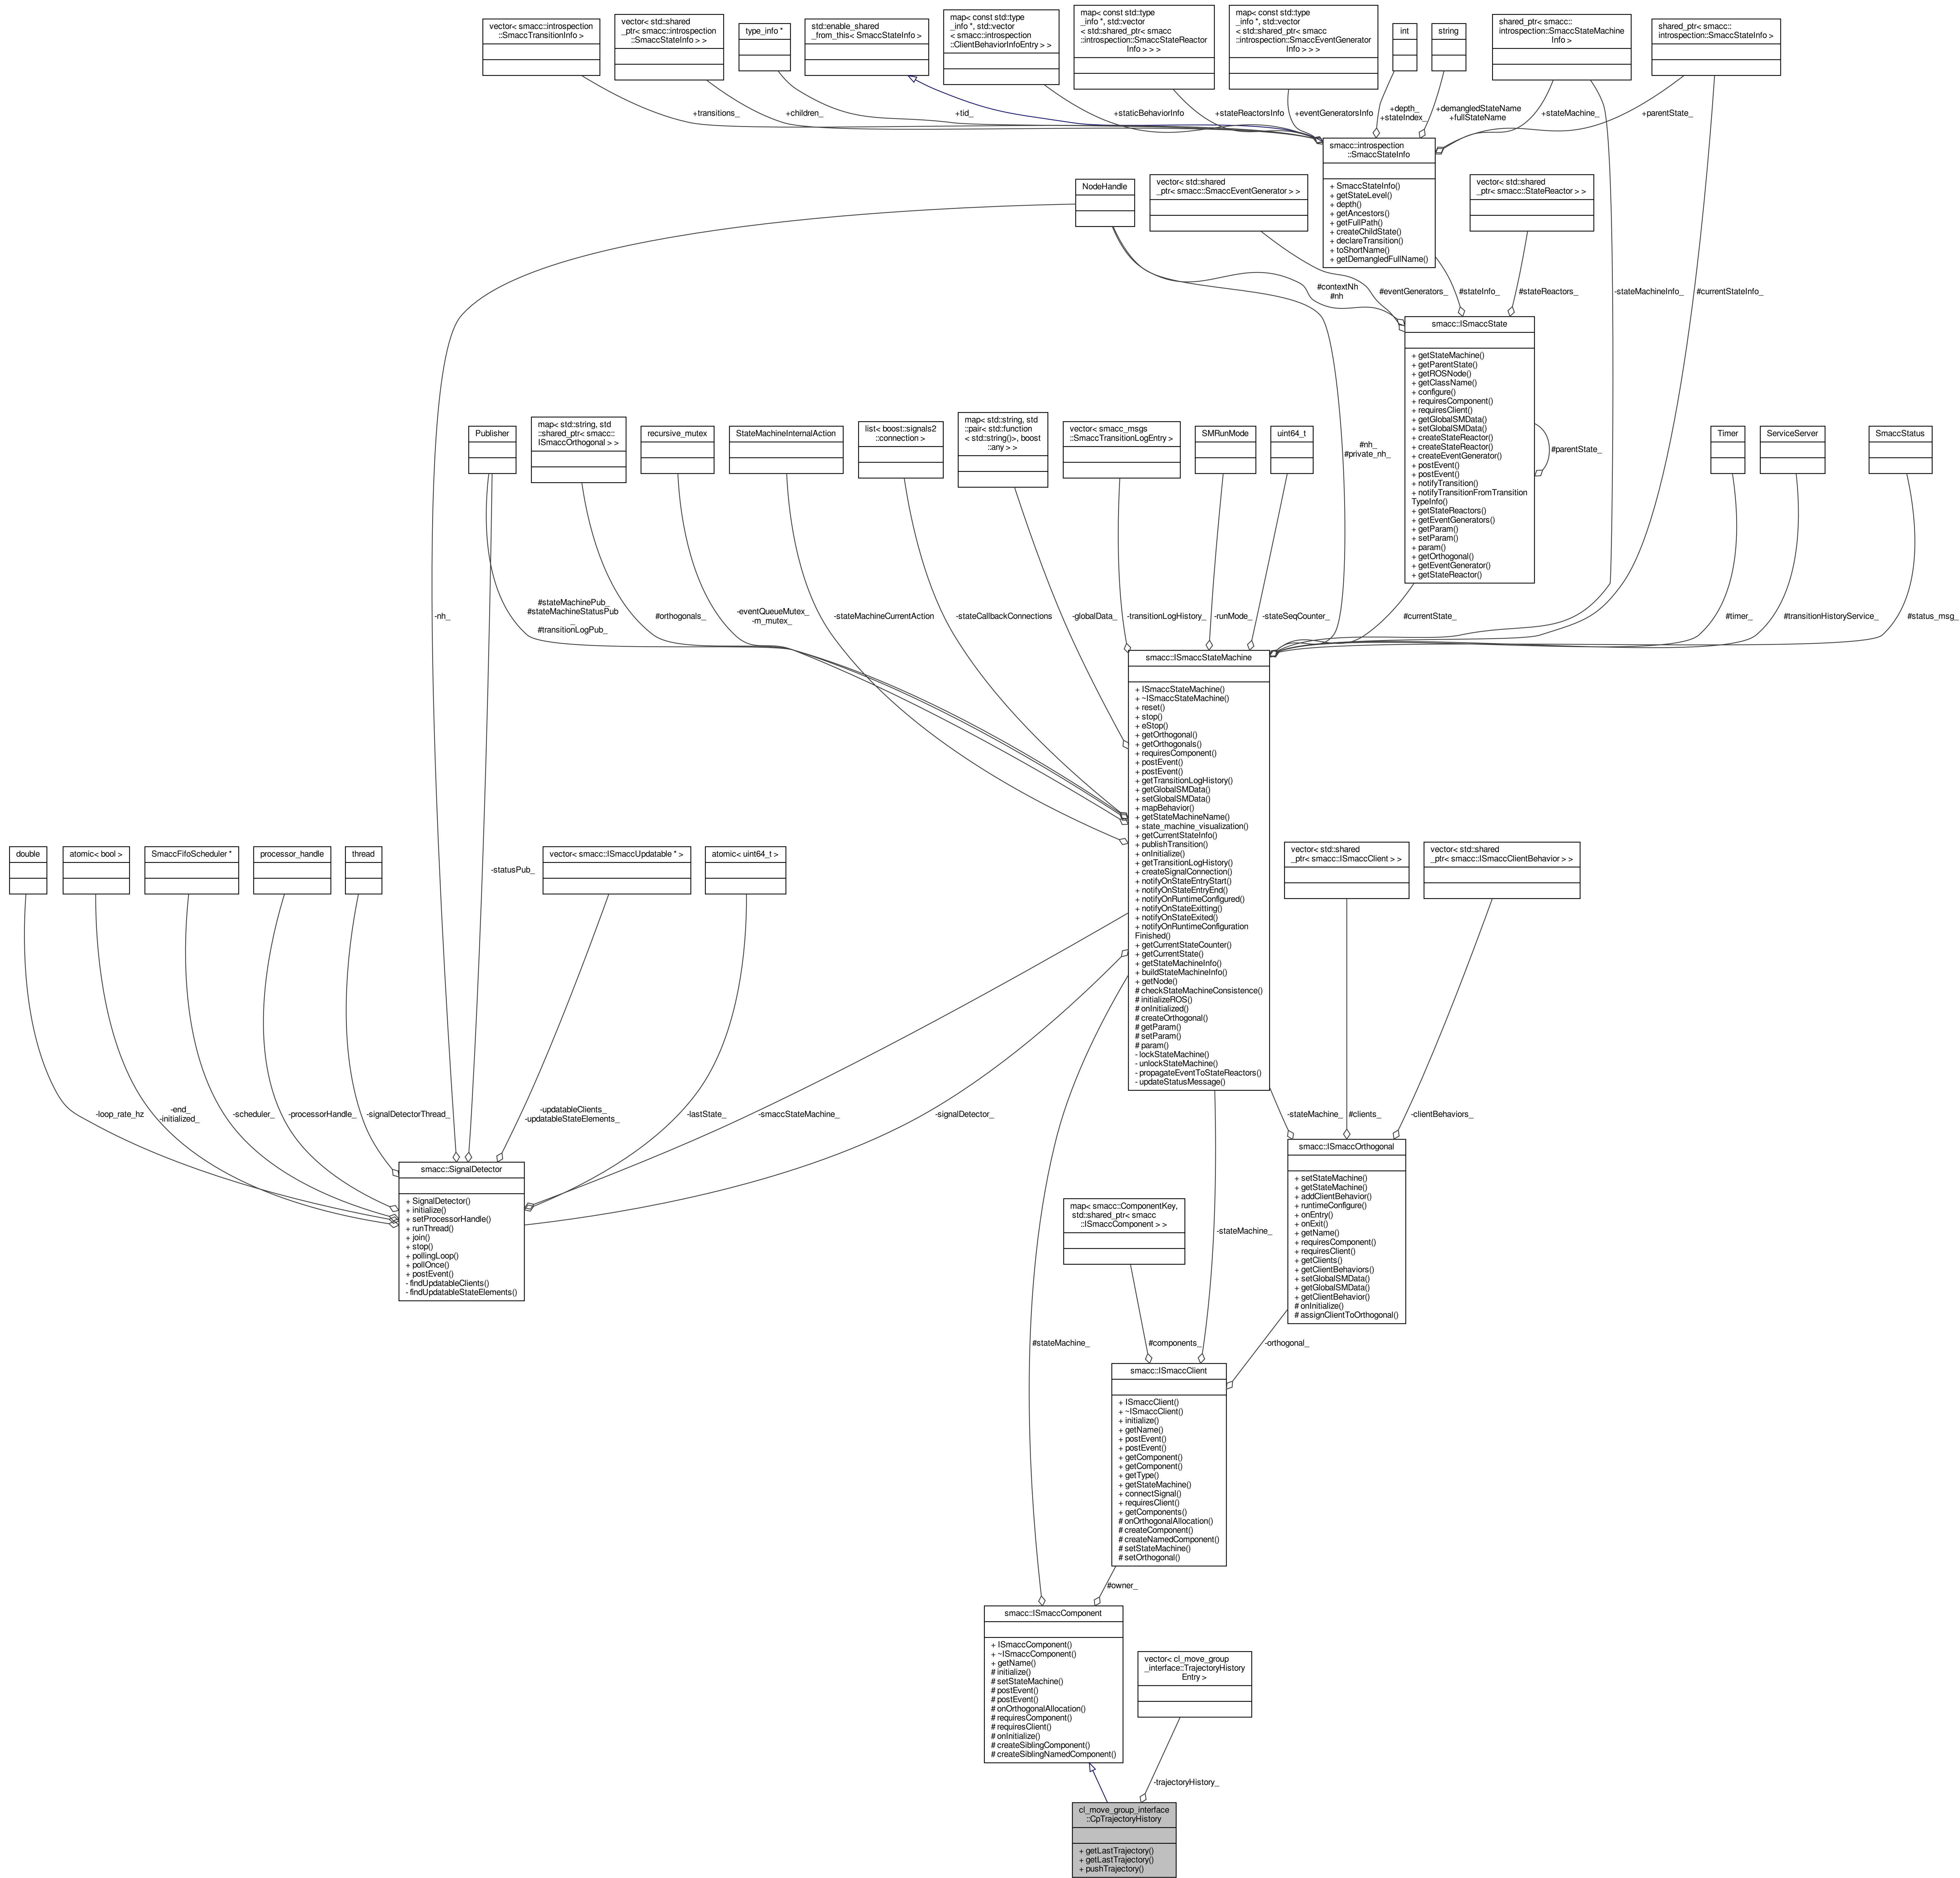 vector< smacc::introspection
::SmaccTransitionInfo >
vector< std::shared
_ptr< smacc::introspection
::SmaccStateInfo > >
type_info *
std::enable_shared
_from_this< SmaccStateInfo >
map< const std::type
_info *, std::vector
< smacc::introspection
::ClientBehaviorInfoEntry > >
map< const std::type
_info *, std::vector
< std::shared_ptr< smacc
::introspection::SmaccStateReactor
Info > > >
map< const std::type
_info *, std::vector
< std::shared_ptr< smacc
::introspection::SmaccEventGenerator
Info > > >
int
string
shared_ptr< smacc::
introspection::SmaccStateMachine
Info >
shared_ptr< smacc::
introspection::SmaccStateInfo >
+transitions_
+children_
+tid_
+staticBehaviorInfo
+stateReactorsInfo
+eventGeneratorsInfo
+depth_
+stateIndex_
+demangledStateName
+fullStateName
+stateMachine_
+parentState_
smacc::introspection
::SmaccStateInfo
+ SmaccStateInfo()
+ getStateLevel()
+ depth()
+ getAncestors()
+ getFullPath()
+ createChildState()
+ declareTransition()
+ toShortName()
+ getDemangledFullName()
NodeHandle
vector< std::shared
_ptr< smacc::SmaccEventGenerator > >
vector< std::shared
_ptr< smacc::StateReactor > >
#contextNh
#nh
#eventGenerators_
#stateInfo_
#stateReactors_
-stateMachineInfo_
#currentStateInfo_
smacc::ISmaccState
+ getStateMachine()
+ getParentState()
+ getROSNode()
+ getClassName()
+ configure()
+ requiresComponent()
+ requiresClient()
+ getGlobalSMData()
+ setGlobalSMData()
+ createStateReactor()
+ createStateReactor()
+ createEventGenerator()
+ postEvent()
+ postEvent()
+ notifyTransition()
+ notifyTransitionFromTransition
TypeInfo()
+ getStateReactors()
+ getEventGenerators()
+ getParam()
+ setParam()
+ param()
+ getOrthogonal()
+ getEventGenerator()
+ getStateReactor()
#parentState_
Publisher
map< std::string, std
::shared_ptr< smacc::
ISmaccOrthogonal > >
recursive_mutex
StateMachineInternalAction
list< boost::signals2
::connection >
map< std::string, std
::pair< std::function
< std::string()>, boost
::any > >
vector< smacc_msgs
::SmaccTransitionLogEntry >
SMRunMode
uint64_t
#nh_
#private_nh_
Timer
ServiceServer
SmaccStatus
-nh_
#stateMachinePub_
#stateMachineStatusPub
_
#transitionLogPub_
#orthogonals_
-eventQueueMutex_
-m_mutex_
-stateMachineCurrentAction
-stateCallbackConnections
-globalData_
-transitionLogHistory_
-runMode_
-stateSeqCounter_
#currentState_
#timer_
#transitionHistoryService_
#status_msg_
smacc::ISmaccStateMachine
+ ISmaccStateMachine()
+ ~ISmaccStateMachine()
+ reset()
+ stop()
+ eStop()
+ getOrthogonal()
+ getOrthogonals()
+ requiresComponent()
+ postEvent()
+ postEvent()
+ getTransitionLogHistory()
+ getGlobalSMData()
+ setGlobalSMData()
+ mapBehavior()
+ getStateMachineName()
+ state_machine_visualization()
+ getCurrentStateInfo()
+ publishTransition()
+ onInitialize()
+ getTransitionLogHistory()
+ createSignalConnection()
+ notifyOnStateEntryStart()
+ notifyOnStateEntryEnd()
+ notifyOnRuntimeConfigured()
+ notifyOnStateExitting()
+ notifyOnStateExited()
+ notifyOnRuntimeConfiguration
Finished()
+ getCurrentStateCounter()
+ getCurrentState()
+ getStateMachineInfo()
+ buildStateMachineInfo()
+ getNode()
# checkStateMachineConsistence()
# initializeROS()
# onInitialized()
# createOrthogonal()
# getParam()
# setParam()
# param()
- lockStateMachine()
- unlockStateMachine()
- propagateEventToStateReactors()
- updateStatusMessage()
double
atomic< bool >
SmaccFifoScheduler *
processor_handle
thread
-statusPub_
vector< smacc::ISmaccUpdatable * >
atomic< uint64_t >
vector< std::shared
_ptr< smacc::ISmaccClient > >
vector< std::shared
_ptr< smacc::ISmaccClientBehavior > >
-loop_rate_hz
-end_
-initialized_
-scheduler_
-processorHandle_
-signalDetectorThread_
-updatableClients_
-updatableStateElements_
-lastState_
-smaccStateMachine_
-signalDetector_
-stateMachine_
#clients_
-clientBehaviors_
smacc::SignalDetector
+ SignalDetector()
+ initialize()
+ setProcessorHandle()
+ runThread()
+ join()
+ stop()
+ pollingLoop()
+ pollOnce()
+ postEvent()
- findUpdatableClients()
- findUpdatableStateElements()
smacc::ISmaccOrthogonal
+ setStateMachine()
+ getStateMachine()
+ addClientBehavior()
+ runtimeConfigure()
+ onEntry()
+ onExit()
+ getName()
+ requiresComponent()
+ requiresClient()
+ getClients()
+ getClientBehaviors()
+ setGlobalSMData()
+ getGlobalSMData()
+ getClientBehavior()
# onInitialize()
# assignClientToOrthogonal()
map< smacc::ComponentKey,
std::shared_ptr< smacc
::ISmaccComponent > >
-stateMachine_
#stateMachine_
#components_
-orthogonal_
smacc::ISmaccClient
+ ISmaccClient()
+ ~ISmaccClient()
+ initialize()
+ getName()
+ postEvent()
+ postEvent()
+ getComponent()
+ getComponent()
+ getType()
+ getStateMachine()
+ connectSignal()
+ requiresClient()
+ getComponents()
# onOrthogonalAllocation()
# createComponent()
# createNamedComponent()
# setStateMachine()
# setOrthogonal()
#owner_
smacc::ISmaccComponent
+ ISmaccComponent()
+ ~ISmaccComponent()
+ getName()
# initialize()
# setStateMachine()
# postEvent()
# postEvent()
# onOrthogonalAllocation()
# requiresComponent()
# requiresClient()
# onInitialize()
# createSiblingComponent()
# createSiblingNamedComponent()
vector< cl_move_group
_interface::TrajectoryHistory
Entry >
-trajectoryHistory_
cl_move_group_interface
::CpTrajectoryHistory
+ getLastTrajectory()
+ getLastTrajectory()
+ pushTrajectory()